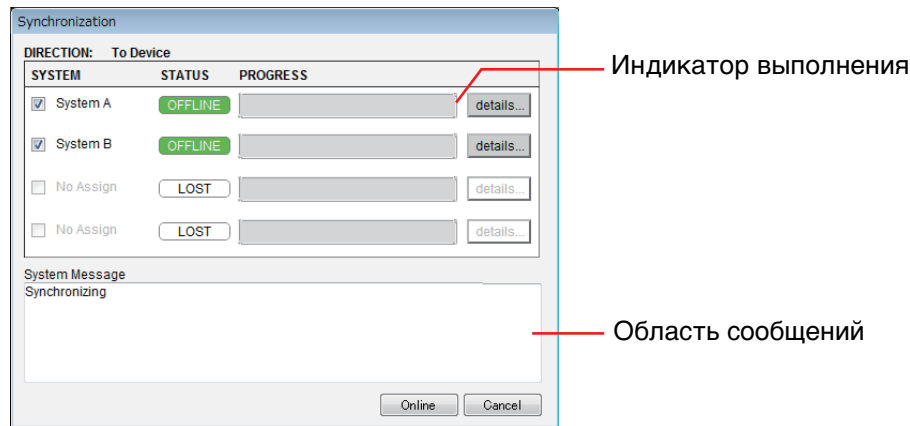 Synchronization
DIRECTION: To Device
SYSTEM STATUS PROGRESS
System A OFFLINE details...
Индикатор выполнения
System B OFFLINE details...
No Assign LOST details...
No Assign LOST details...
System Message
Synchronizing
Область сообщений
Online Cancel